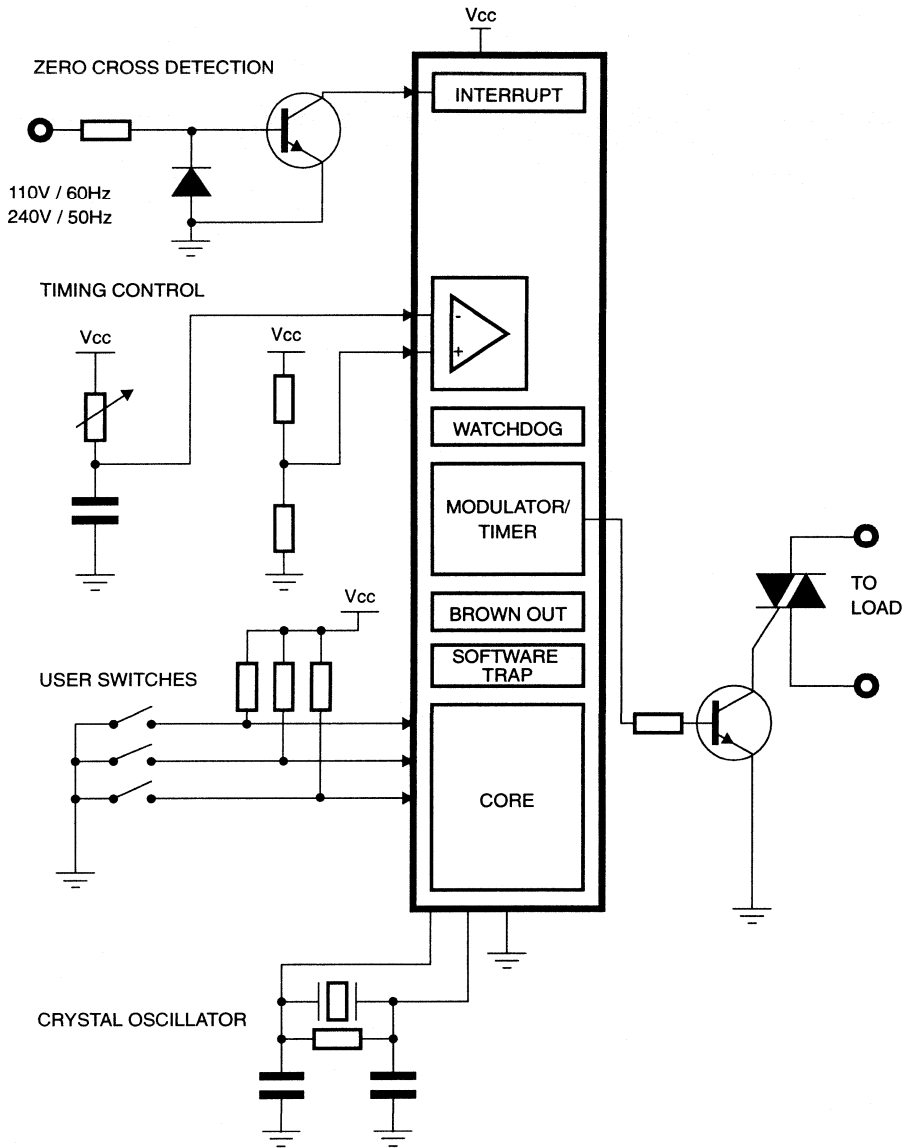 Vcc
ZERO CROSS DETECTION
INTERRUPT
110V / 60Hz
240V / 50Hz
TIMING CONTROL
Vcc
Vcc
-
+
WATCHDOG
MODULATOR/
TIMER
TO
LOAD
Vcc
BROWN OUT
SOFTWARE
TRAP
USER SWITCHES
CORE
CRYSTAL OSCILLATOR